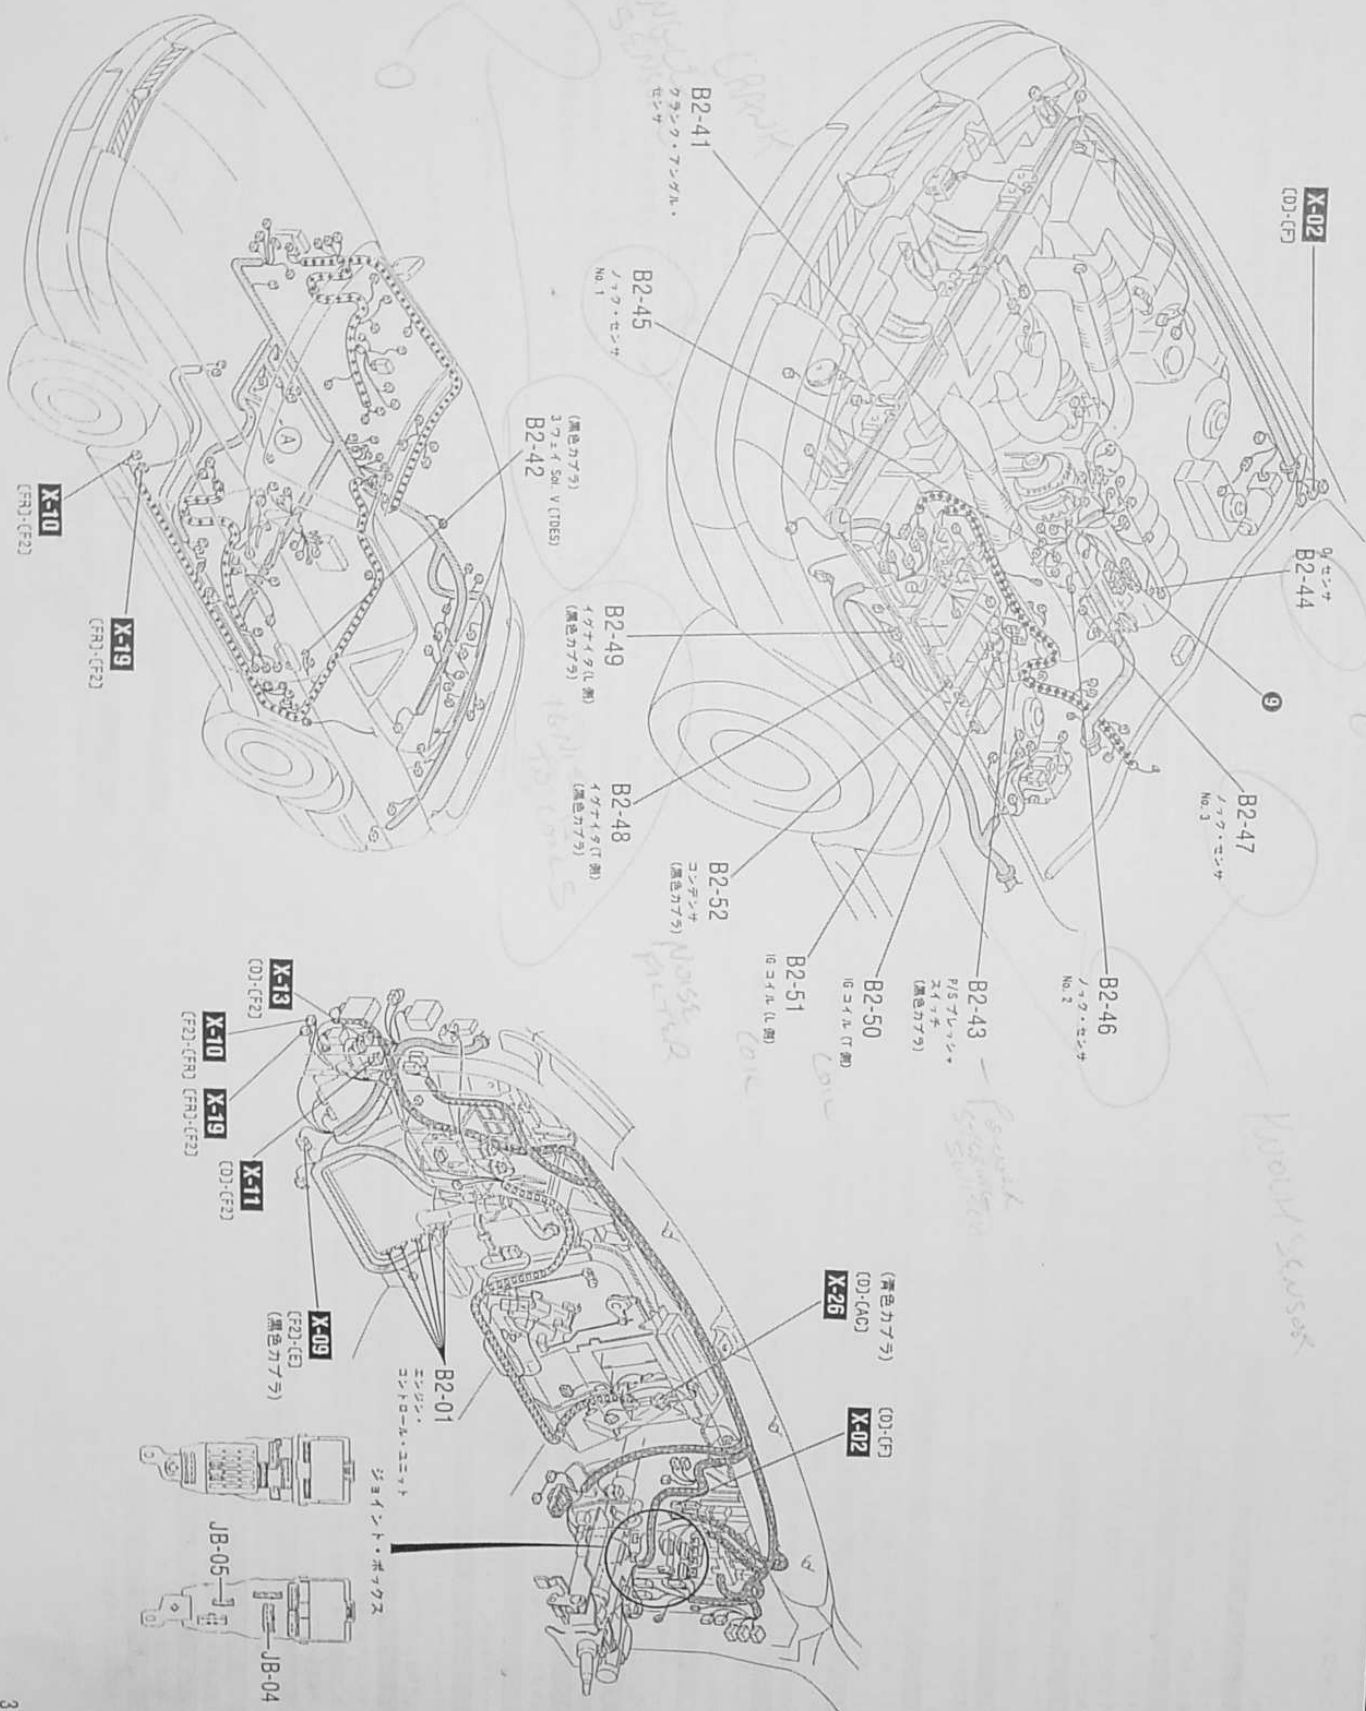 X-02
[D]-[F]
B2-41
クランク・アングル・
センサ
B2-45
ノック・センサ
No.1
B2-44
9
B2-47
ノック・センサ
No.3
B2-46
ノック・センサ
No.2
B2-43
P/S プレッシャ
スイッチ
(黒色カプラ)
B2-50
IG コイル (T 側)
B2-51
IG コイル (L 側)
B2-52
コンデンサ
(黒色カプラ)
B2-48
イグナイタ (T 側)
(黒色カプラ)
B2-49
イグナイタ (L 側)
(黒色カプラ)
(黒色カプラ)
3ウェイ Sol. V (TDES)
B2-42
A
X-10
[FR]-[F2]
X-19
[FR]-[F2]
X-13
[D]-[F2]
X-10
[F2]-[FR]
X-19
[FR]-[F2]
X-11
[D]-[F2]
X-09
[F2]-[E]
(黒色カプラ)
B2-01
エンジン・
コントロール・ユニット
(青色カプラ)
[D]-[AC]
X-26
[D]-[F]
X-02
ジョイント・ボックス
JB-05
JB-04
3
CRANK
NOISE
FILTER
COIL
COIL
KNOCK SENSOR